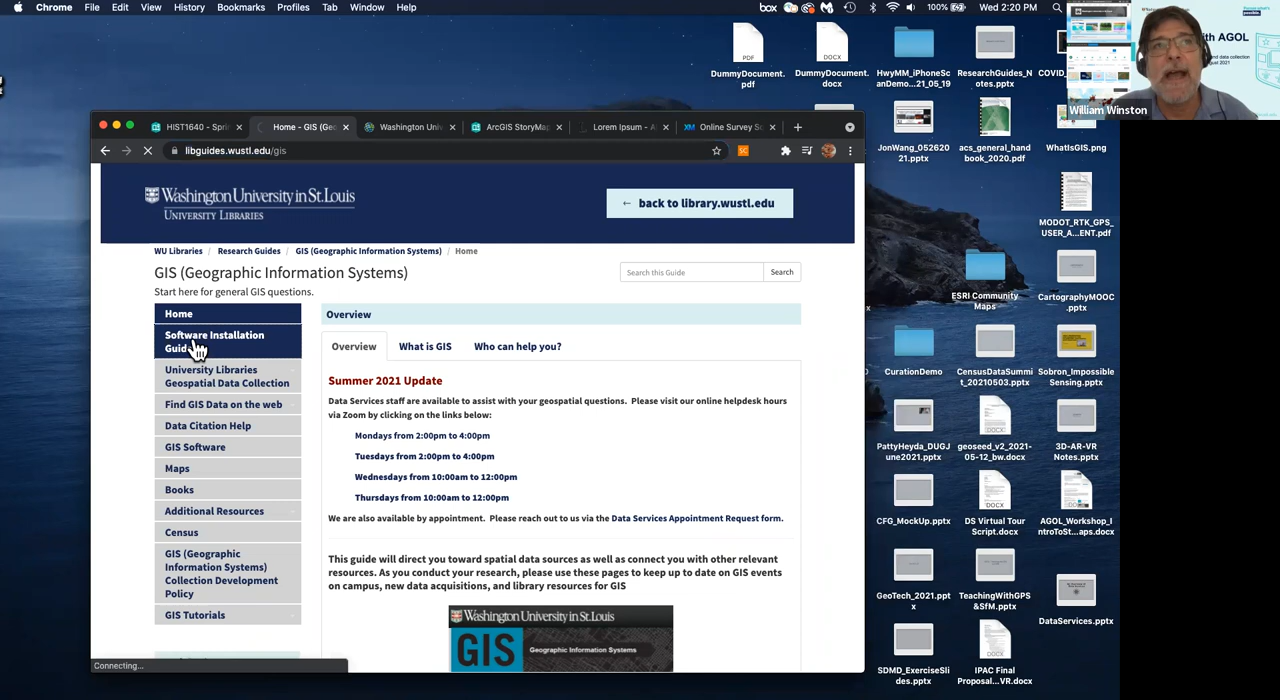 Chrome File Edit View History Bookmarks Profiles Tab Window Help
box 100% Wed 2:20 PM
with AGOL
William Winston
DummyDocument.
pdf
DummyDocument.
docx
HwyMM_iPhoneSc
anDemo...21_05_19
ResearchGuides_N
otes.pptx
COVID_
JonWang_052620
21.pptx
acs_general_hand
book_2020.pdf
WhatIsGIS.png
MODOT_RTK_GPS_
USER_A...ENT.pdf
ESRI Community
Maps
CartographyMOOC
.pptx
CurationDemo
CensusDataSummi
t_20210503.pptx
Sobron_Impossible
Sensing.pptx
PattyHeyda_DUGJ
une2021.pptx
geoseed_v2_2021-
05-12_bw.docx
3D-AR-VR
Notes.pptx
CFG_MockUp.pptx
DS Virtual Tour
Script.docx
AGOL_Workshop_I
ntroToSt...aps.docx
GeoTech_2021.ppt
x
TeachingWithGPS
&SfM.pptx
DataServices.pptx
SDMD_ExerciseSli
des.pptx
IPAC Final
Proposal...VR.docx
HIST1640 - Spri
Home - GIS (Geo
Washington Univ
ArcGIS StoryMap
Lorem Ipsum - Al
Online Survey So
libguides.wustl.edu/gis
Washington University in St.Louis
UNIVERSITY LIBRARIES
← back to library.wustl.edu
WU Libraries / Research Guides / GIS (Geographic Information Systems) / Home
GIS (Geographic Information Systems)
Search this Guide Search
Start here for general GIS questions.
Home
Software Installation
Guid
University Libraries
Geospatial Data Collection
Find GIS Data on the web
Data Citation Help
GIS Software
Maps
Books
Additional Resources
Census
GIS (Geographic
Information Systems)
Collection Development
Policy
GIS Tutorials
Overview
Overview What is GIS Who can help you?
Summer 2021 Update
Data Services staff are available to assist with your geospatial questions. Please visit our online helpdesk hours
via Zoom by clicking on the links below:
Mondays from 2:00pm to 4:00pm
Tuesdays from 2:00pm to 4:00pm
Wednesdays from 10:00am to 12:00pm
Thursdays from 10:00am to 12:00pm
We are also available by appointment. Please reach out to us via the Data Services Appointment Request form.
This guide will direct you toward spatial data sources as well as connect you with other relevant
resources. As you conduct your research, please use these pages to keep up to date on GIS events
on campus, new data acquisitions, and library resources for GIS
Washington University in St.Louis
GIS Geographic Information Systems
Connecting...